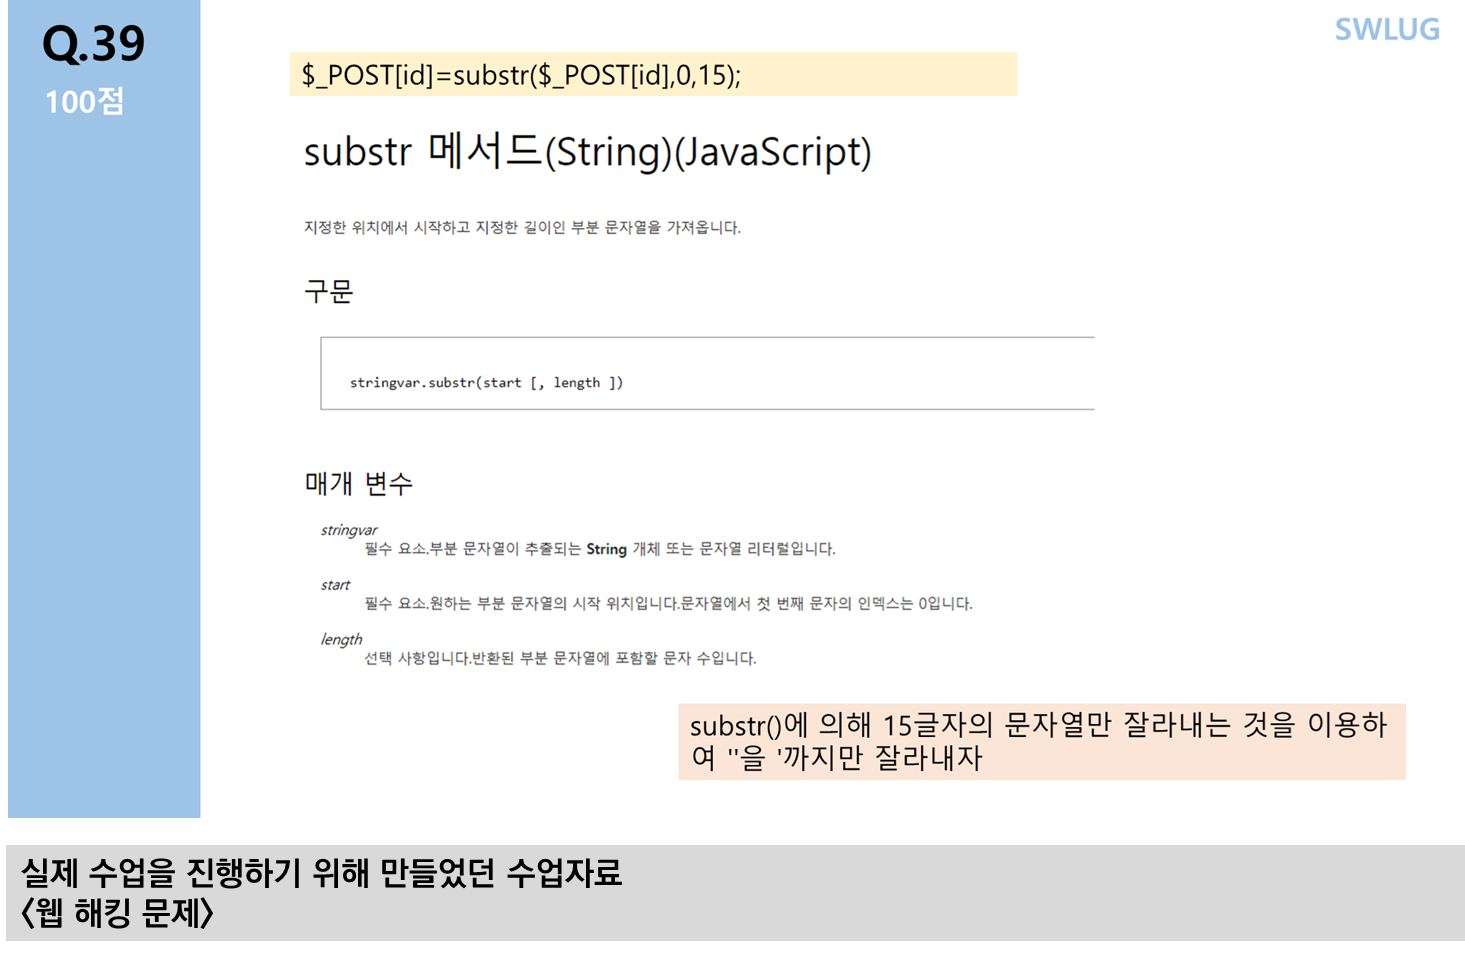 Q.39
100점
SWLUG
$_POST[id]=substr($_POST[id],0,15);
substr 메서드(String)(JavaScript)
지정한 위치에서 시작하고 지정한 길이인 부분 문자열을 가져옵니다.
구문
stringvar.substr(start [, length ])
매개 변수
stringvar
필수 요소.부분 문자열이 추출되는 String 개체 또는 문자열 리터럴입니다.
start
필수 요소.원하는 부분 문자열의 시작 위치입니다.문자열에서 첫 번째 문자의 인덱스는 0입니다.
length
선택 사항입니다.반환된 부분 문자열에 포함할 문자 수입니다.
substr()에 의해 15글자의 문자열만 잘라내는 것을 이용하
여 ''을 '까지만 잘라내자
실제 수업을 진행하기 위해 만들었던 수업자료
<웹 해킹 문제>